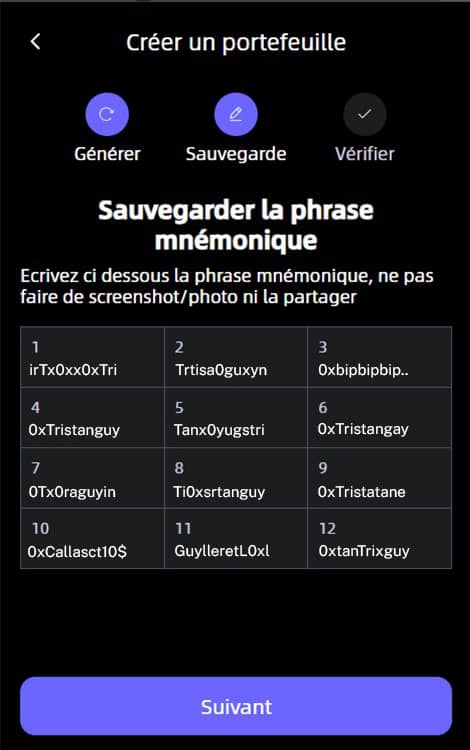 Créer un portefeuille
Générer
Sauvegarde
Vérifier
Sauvegarder la phrase
mnémonique
Ecrivez ci dessous la phrase mnémonique, ne pas
faire de screenshot/photo ni la partager
1
irTx0xx0xTri
2
Trtisa0guxyn
3
0xbipbipbip..
4
0xTristanguy
5
Tanx0yugstri
6
0xTristangay
7
0Tx0raguyin
8
Ti0xsrtanguy
9
0xTristatane
10
0xCallasct10$
11
GuylleretL0xl
12
0xtanTrixguy
Suivant